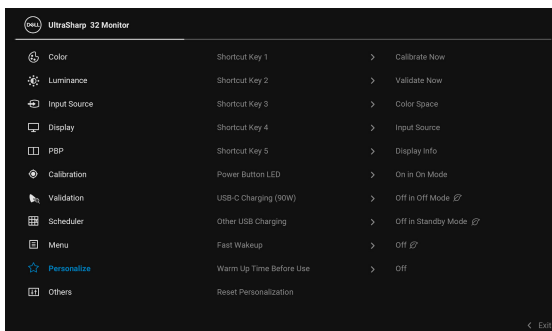 DELL UltraSharp 32 Monitor
Color Shortcut Key 1 > Calibrate Now
Luminance Shortcut Key 2 > Validate Now
Input Source Shortcut Key 3 > Color Space
Display Shortcut Key 4 > Input Source
PBP Shortcut Key 5 > Display Info
Calibration Power Button LED > On in On Mode
Validation USB-C Charging (90W) > Off in Off Mode
Scheduler Other USB Charging > Off in Standby Mode
Menu Fast Wakeup > Off
Personalize Warm Up Time Before Use > Off
Others Reset Personalization
< Exit